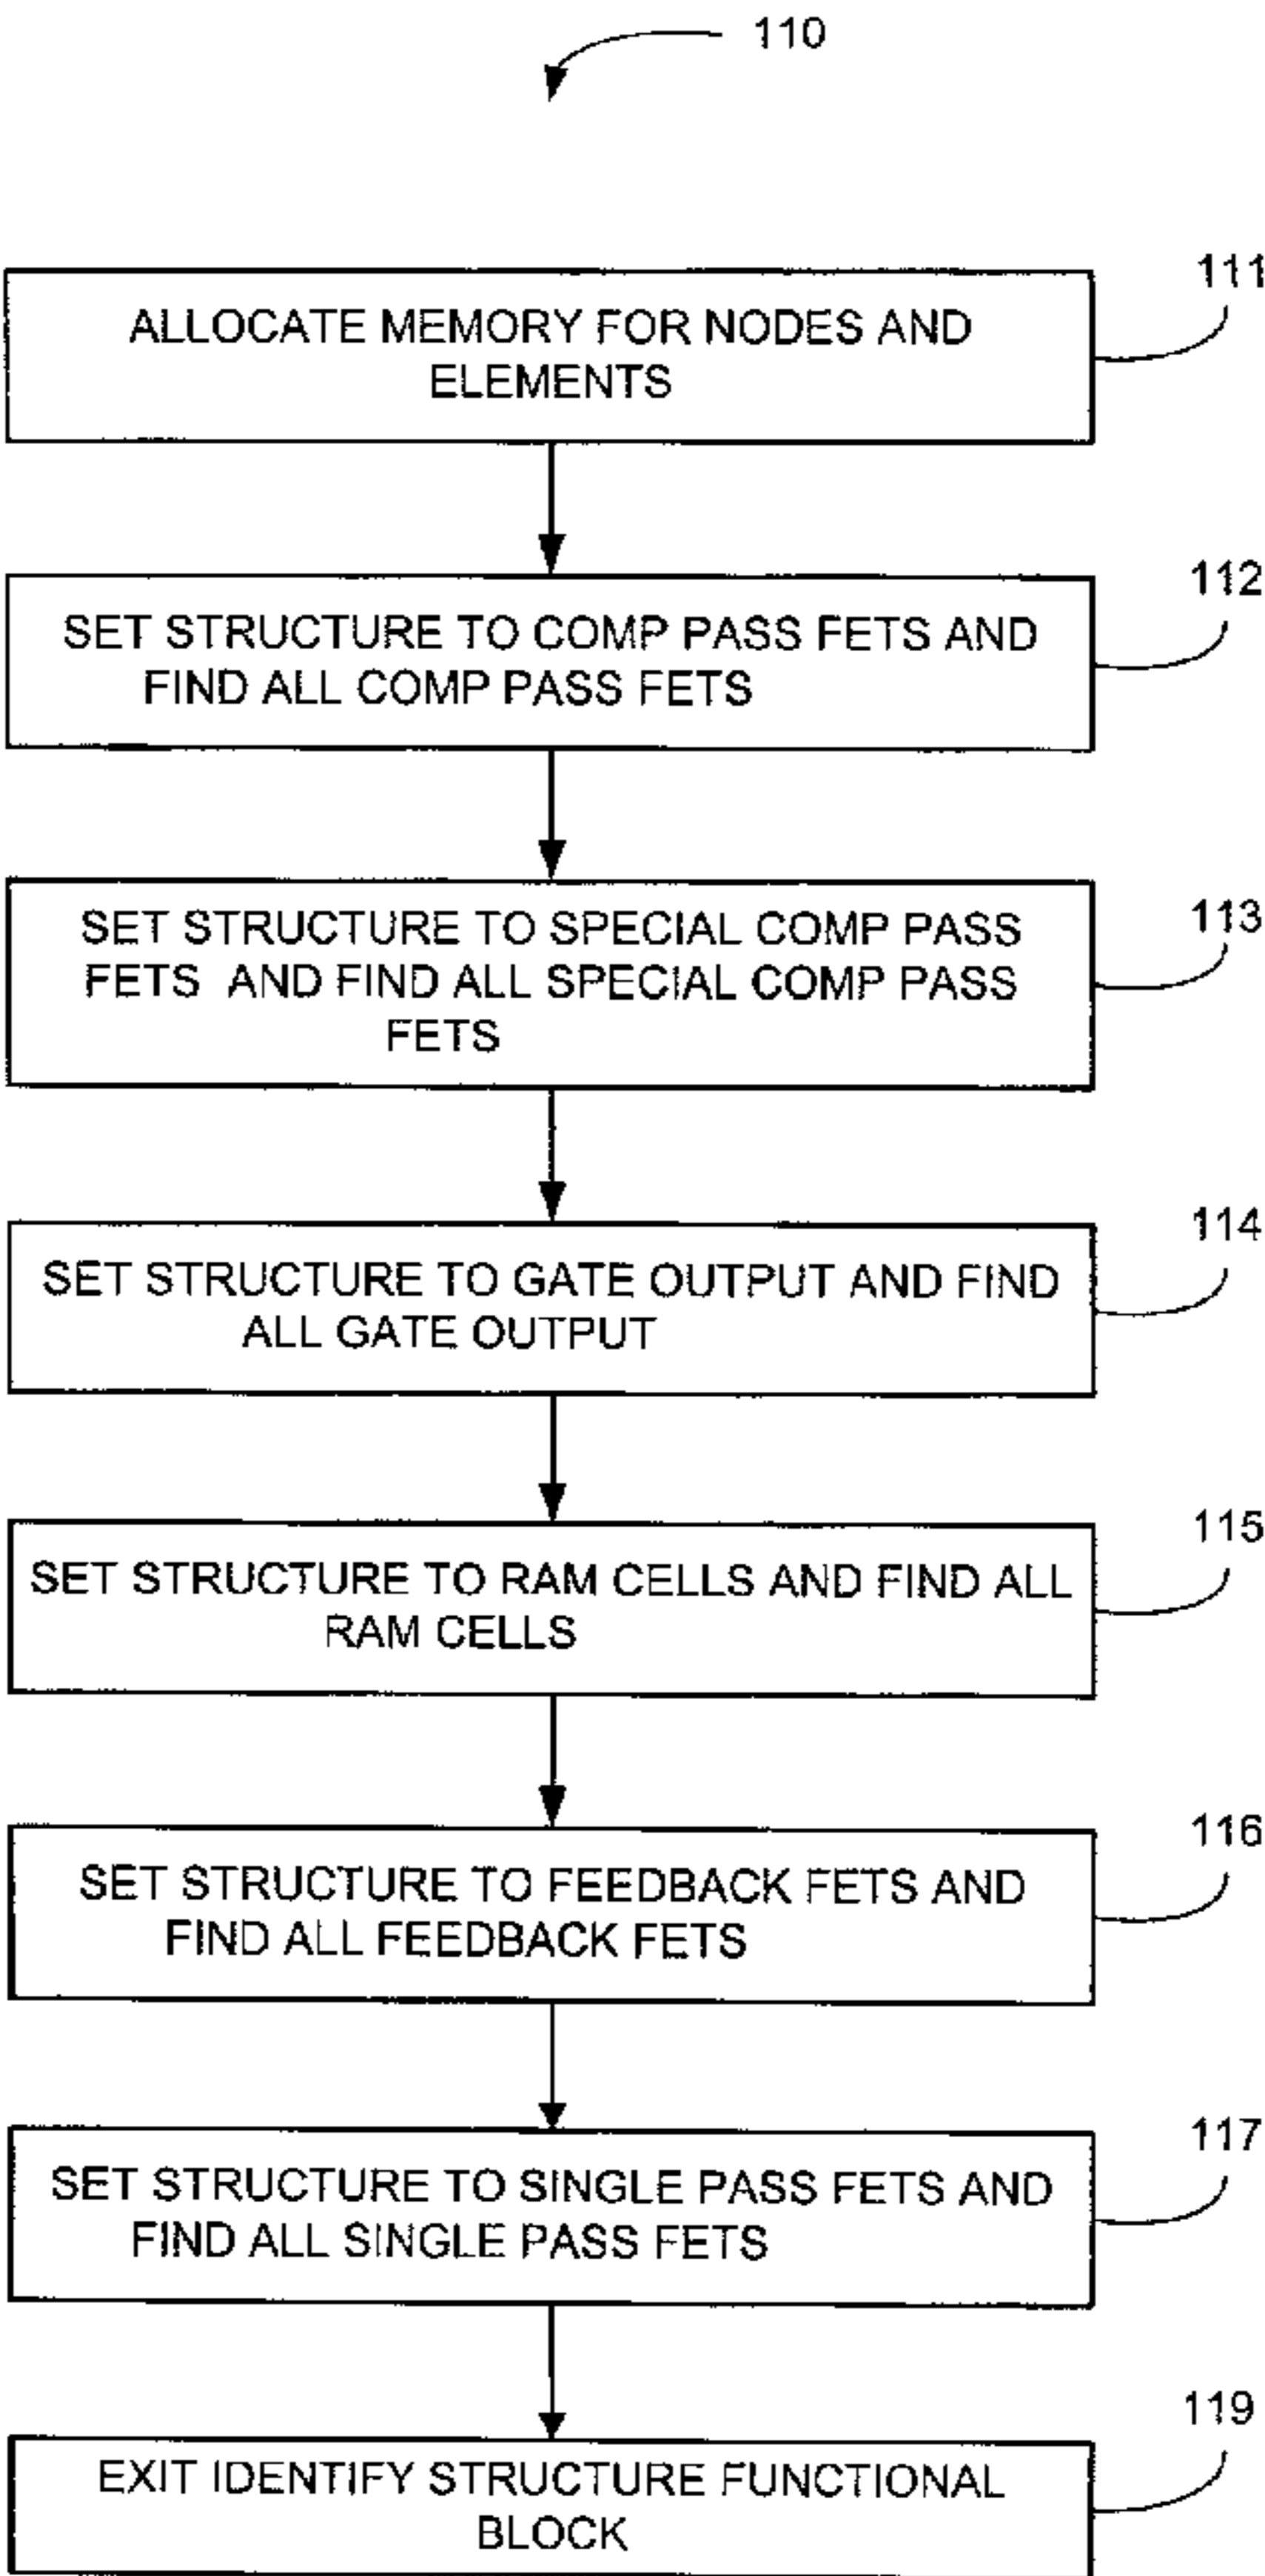 110
111
ALLOCATE MEMORY FOR NODES AND
ELEMENTS
112
SET STRUCTURE TO COMP PASS FETS AND
FIND ALL COMP PASS FETS
113
SET STRUCTURE TO SPECIAL COMP PASS
FETS AND FIND ALL SPECIAL COMP PASS
FETS
114
SET STRUCTURE TO GATE OUTPUT AND FIND
ALL GATE OUTPUT
115
SET STRUCTURE TO RAM CELLS AND FIND ALL
RAM CELLS
116
SET STRUCTURE TO FEEDBACK FETS AND
FIND ALL FEEDBACK FETS
117
SET STRUCTURE TO SINGLE PASS FETS AND
FIND ALL SINGLE PASS FETS
119
EXIT IDENTIFY STRUCTURE FUNCTIONAL
BLOCK